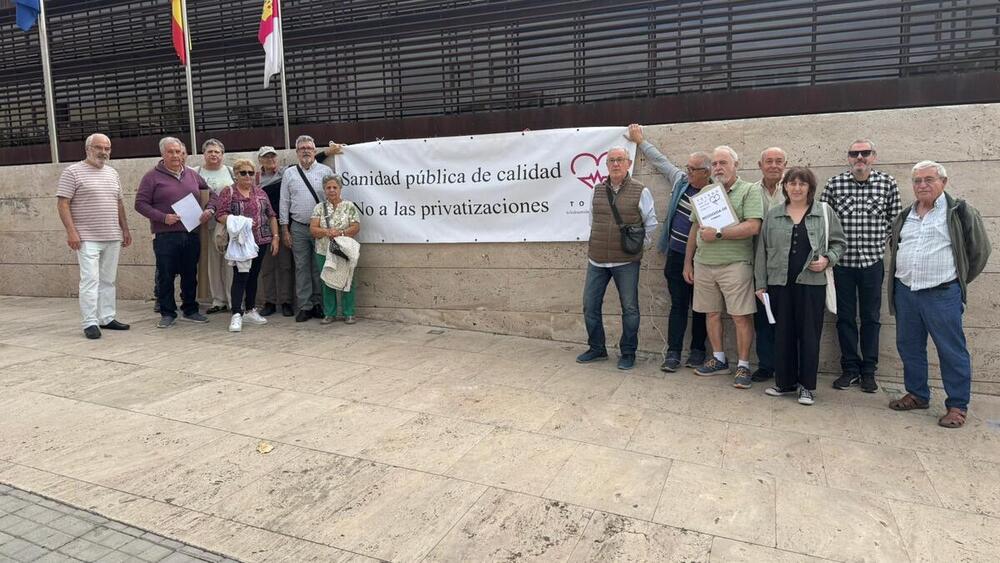 Sanidad pública de calidad
No a las privatizaciones